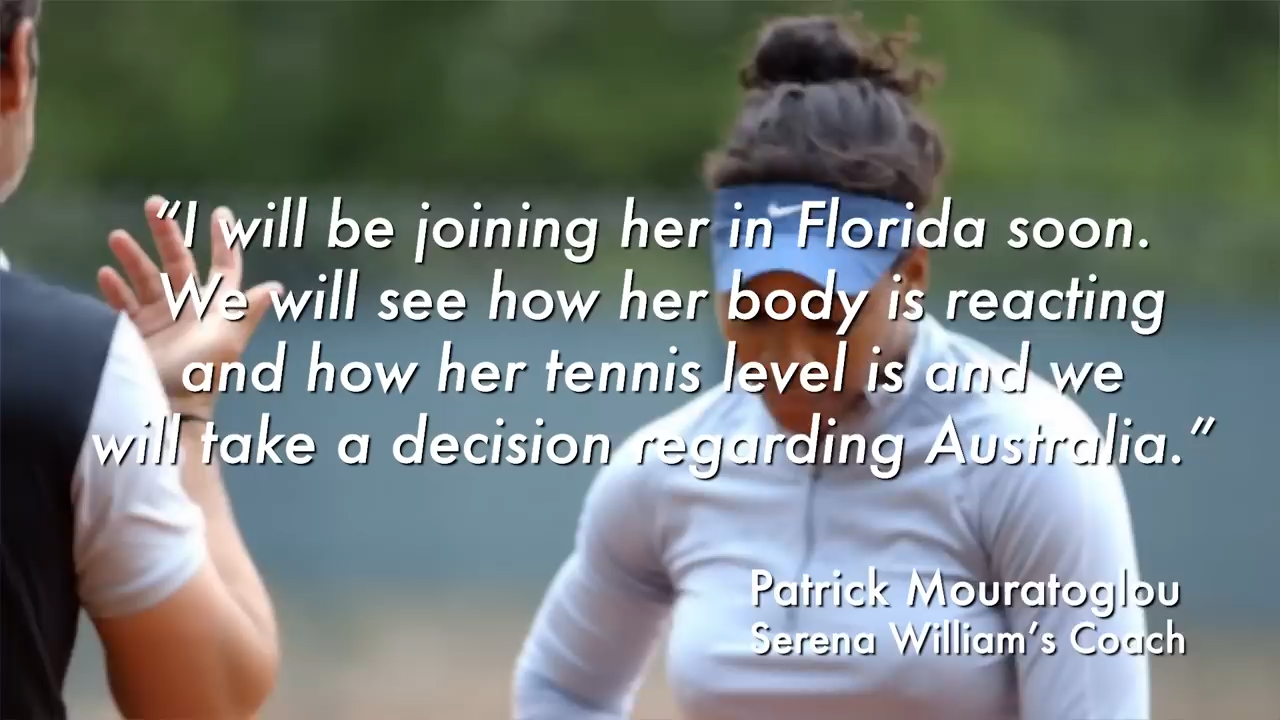 “I will be joining her in Florida soon.
We will see how her body is reacting
and how her tennis level is and we
will take a decision regarding Australia.”
Patrick Mouratoglou
Serena William’s Coach